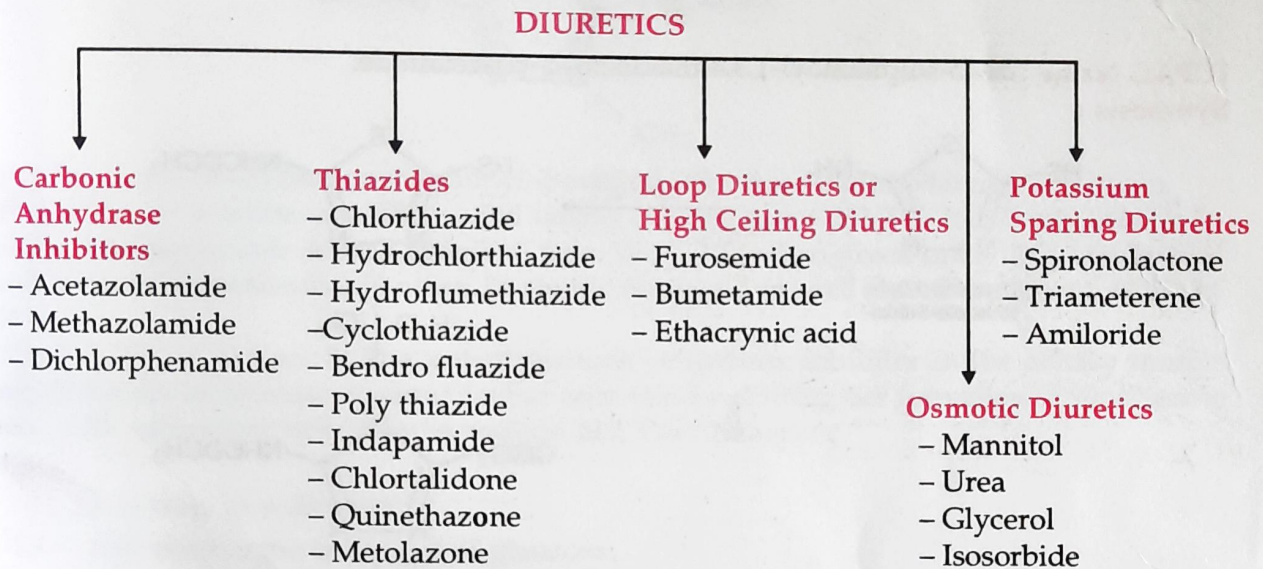 DIURETICS
Carbonic
Anhydrase
Inhibitors
– Acetazolamide
– Methazolamide
– Dichlorphenamide
Thiazides
– Chlorthiazide
– Hydrochlorthiazide
– Hydroflumethiazide
–Cyclothiazide
– Bendro fluazide
– Poly thiazide
– Indapamide
– Chlortalidone
– Quinethazone
– Metolazone
Loop Diuretics or
High Ceiling Diuretics
– Furosemide
– Bumetamide
– Ethacrynic acid
Potassium
Sparing Diuretics
– Spironolactone
– Triameterene
– Amiloride
Osmotic Diuretics
– Mannitol
– Urea
– Glycerol
– Isosorbide